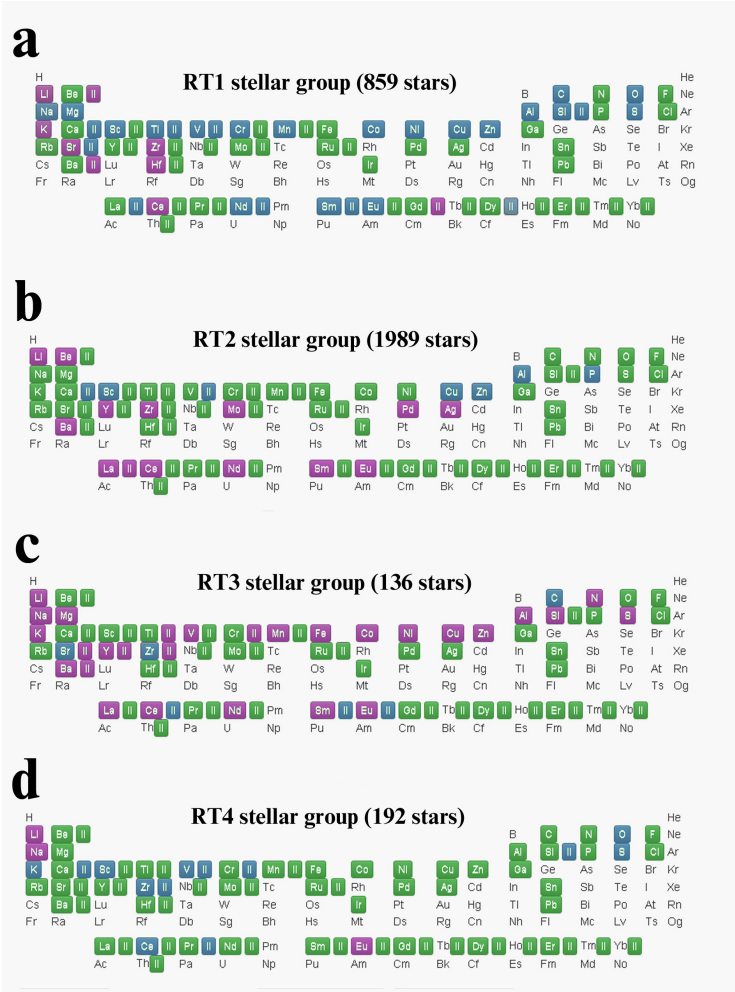 a
RT1 stellar group (859 stars)
H He
Li Be II B C N O F Ne
Na Mg Al Si II P S Cl Ar
K Ca II Sc II Ti II V II Cr II Mn II Fe Co Ni Cu Zn Ga Ge As Se Br Kr
Rb Sr II Y II Zr II Nb II Mo II Tc Ru II Rh Pd Ag Cd In Sn Sb Te I Xe
Cs Ba II Lu Hf II Ta W Re Os Ir Pt Au Hg Tl Pb Bi Po At Rn
Fr Ra Lr Rf Db Sg Bh Hs Mt Ds Rg Cn Nh Fl Mc Lv Ts Og
La II Ce II Pr II Nd II Pm Sm II Eu II Gd II Tb II Dy II Ho II Er II Tm II Yb II
Ac Th II Pa U Np Pu Am Cm Bk Cf Es Fm Md No
b
RT2 stellar group (1989 stars)
H He
Li Be II B C N O F Ne
Na Mg Al Si II P S Cl Ar
K Ca II Sc II Ti II V II Cr II Mn II Fe Co Ni Cu Zn Ga Ge As Se Br Kr
Rb Sr II Y II Zr II Nb II Mo II Tc Ru II Rh Pd Ag Cd In Sn Sb Te I Xe
Cs Ba II Lu Hf II Ta W Re Os Ir Pt Au Hg Tl Pb Bi Po At Rn
Fr Ra Lr Rf Db Sg Bh Hs Mt Ds Rg Cn Nh Fl Mc Lv Ts Og
La II Ce II Pr II Nd II Pm Sm II Eu II Gd II Tb II Dy II Ho II Er II Tm II Yb II
Ac Th II Pa U Np Pu Am Cm Bk Cf Es Fm Md No
c
RT3 stellar group (136 stars)
H He
Li Be II B C N O F Ne
Na Mg Al Si II P S Cl Ar
K Ca II Sc II Ti II V II Cr II Mn II Fe Co Ni Cu Zn Ga Ge As Se Br Kr
Rb Sr II Y II Zr II Nb II Mo II Tc Ru II Rh Pd Ag Cd In Sn Sb Te I Xe
Cs Ba II Lu Hf II Ta W Re Os Ir Pt Au Hg Tl Pb Bi Po At Rn
Fr Ra Lr Rf Db Sg Bh Hs Mt Ds Rg Cn Nh Fl Mc Lv Ts Og
La II Ce II Pr II Nd II Pm Sm II Eu II Gd II Tb II Dy II Ho II Er II Tm II Yb II
Ac Th II Pa U Np Pu Am Cm Bk Cf Es Fm Md No
d
RT4 stellar group (192 stars)
H He
Li Be II B C N O F Ne
Na Mg Al Si II P S Cl Ar
K Ca II Sc II Ti II V II Cr II Mn II Fe Co Ni Cu Zn Ga Ge As Se Br Kr
Rb Sr II Y II Zr II Nb II Mo II Tc Ru II Rh Pd Ag Cd In Sn Sb Te I Xe
Cs Ba II Lu Hf II Ta W Re Os Ir Pt Au Hg Tl Pb Bi Po At Rn
Fr Ra Lr Rf Db Sg Bh Hs Mt Ds Rg Cn Nh Fl Mc Lv Ts Og
La II Ce II Pr II Nd II Pm Sm II Eu II Gd II Tb II Dy II Ho II Er II Tm II Yb II
Ac Th II Pa U Np Pu Am Cm Bk Cf Es Fm Md No